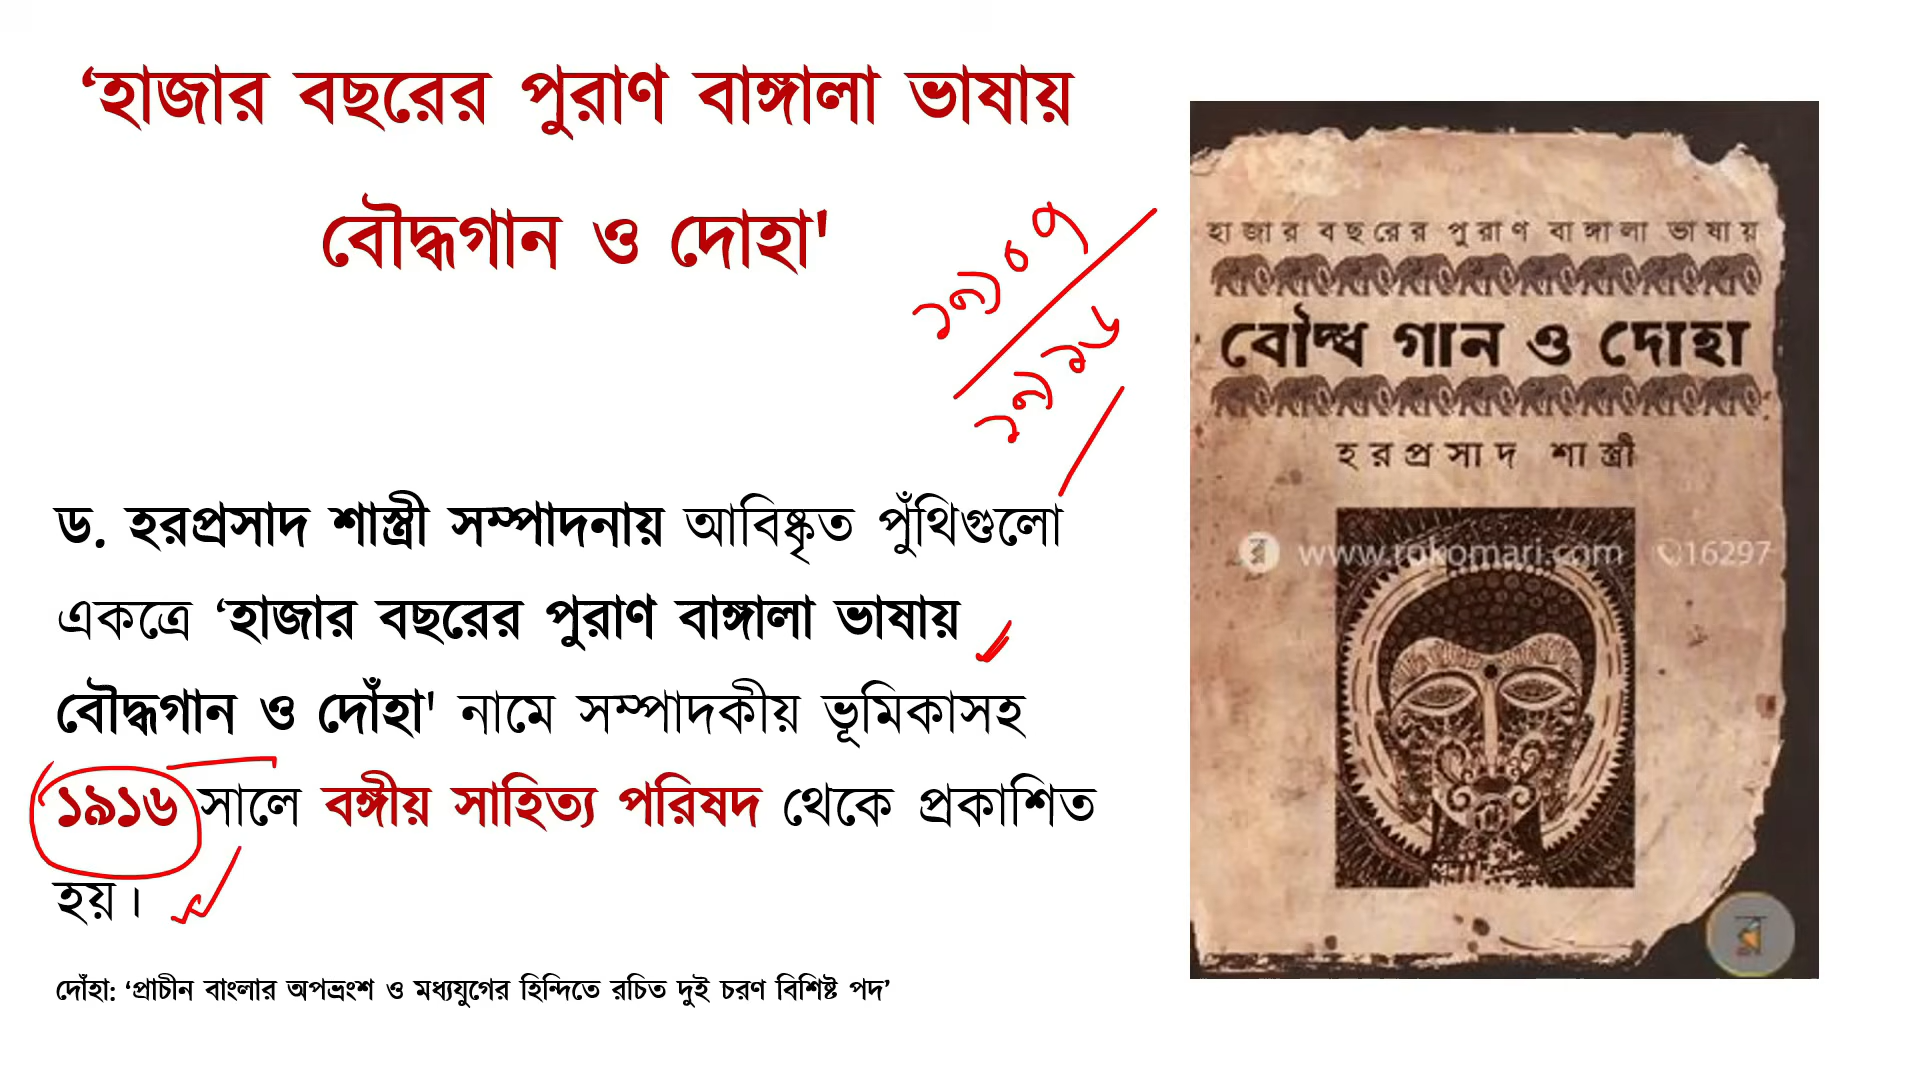 ‘হাজার বছরের পুরাণ বাঙ্গালা ভাষায়
বৌদ্ধগান ও দোহা'
১৯০৭
১৯১৬
ড. হরপ্রসাদ শাস্ত্রী সম্পাদনায় আবিষ্কৃত পুঁথিগুলো
একত্রে ‘হাজার বছরের পুরাণ বাঙ্গালা ভাষায়
বৌদ্ধগান ও দোঁহা' নামে সম্পাদকীয় ভূমিকাসহ
১৯১৬ সালে বঙ্গীয় সাহিত্য পরিষদ থেকে প্রকাশিত
হয়।
দোঁহা: ‘প্রাচীন বাংলার অপভ্রংশ ও মধ্যযুগের হিন্দিতে রচিত দুই চরণ বিশিষ্ট পদ’
হাজার বছরের পুরাণ বাঙ্গালা ভাষায়
বৌদ্ধ গান ও দোহা
হরপ্রসাদ শাস্ত্রী
www.rokomari.com 16297